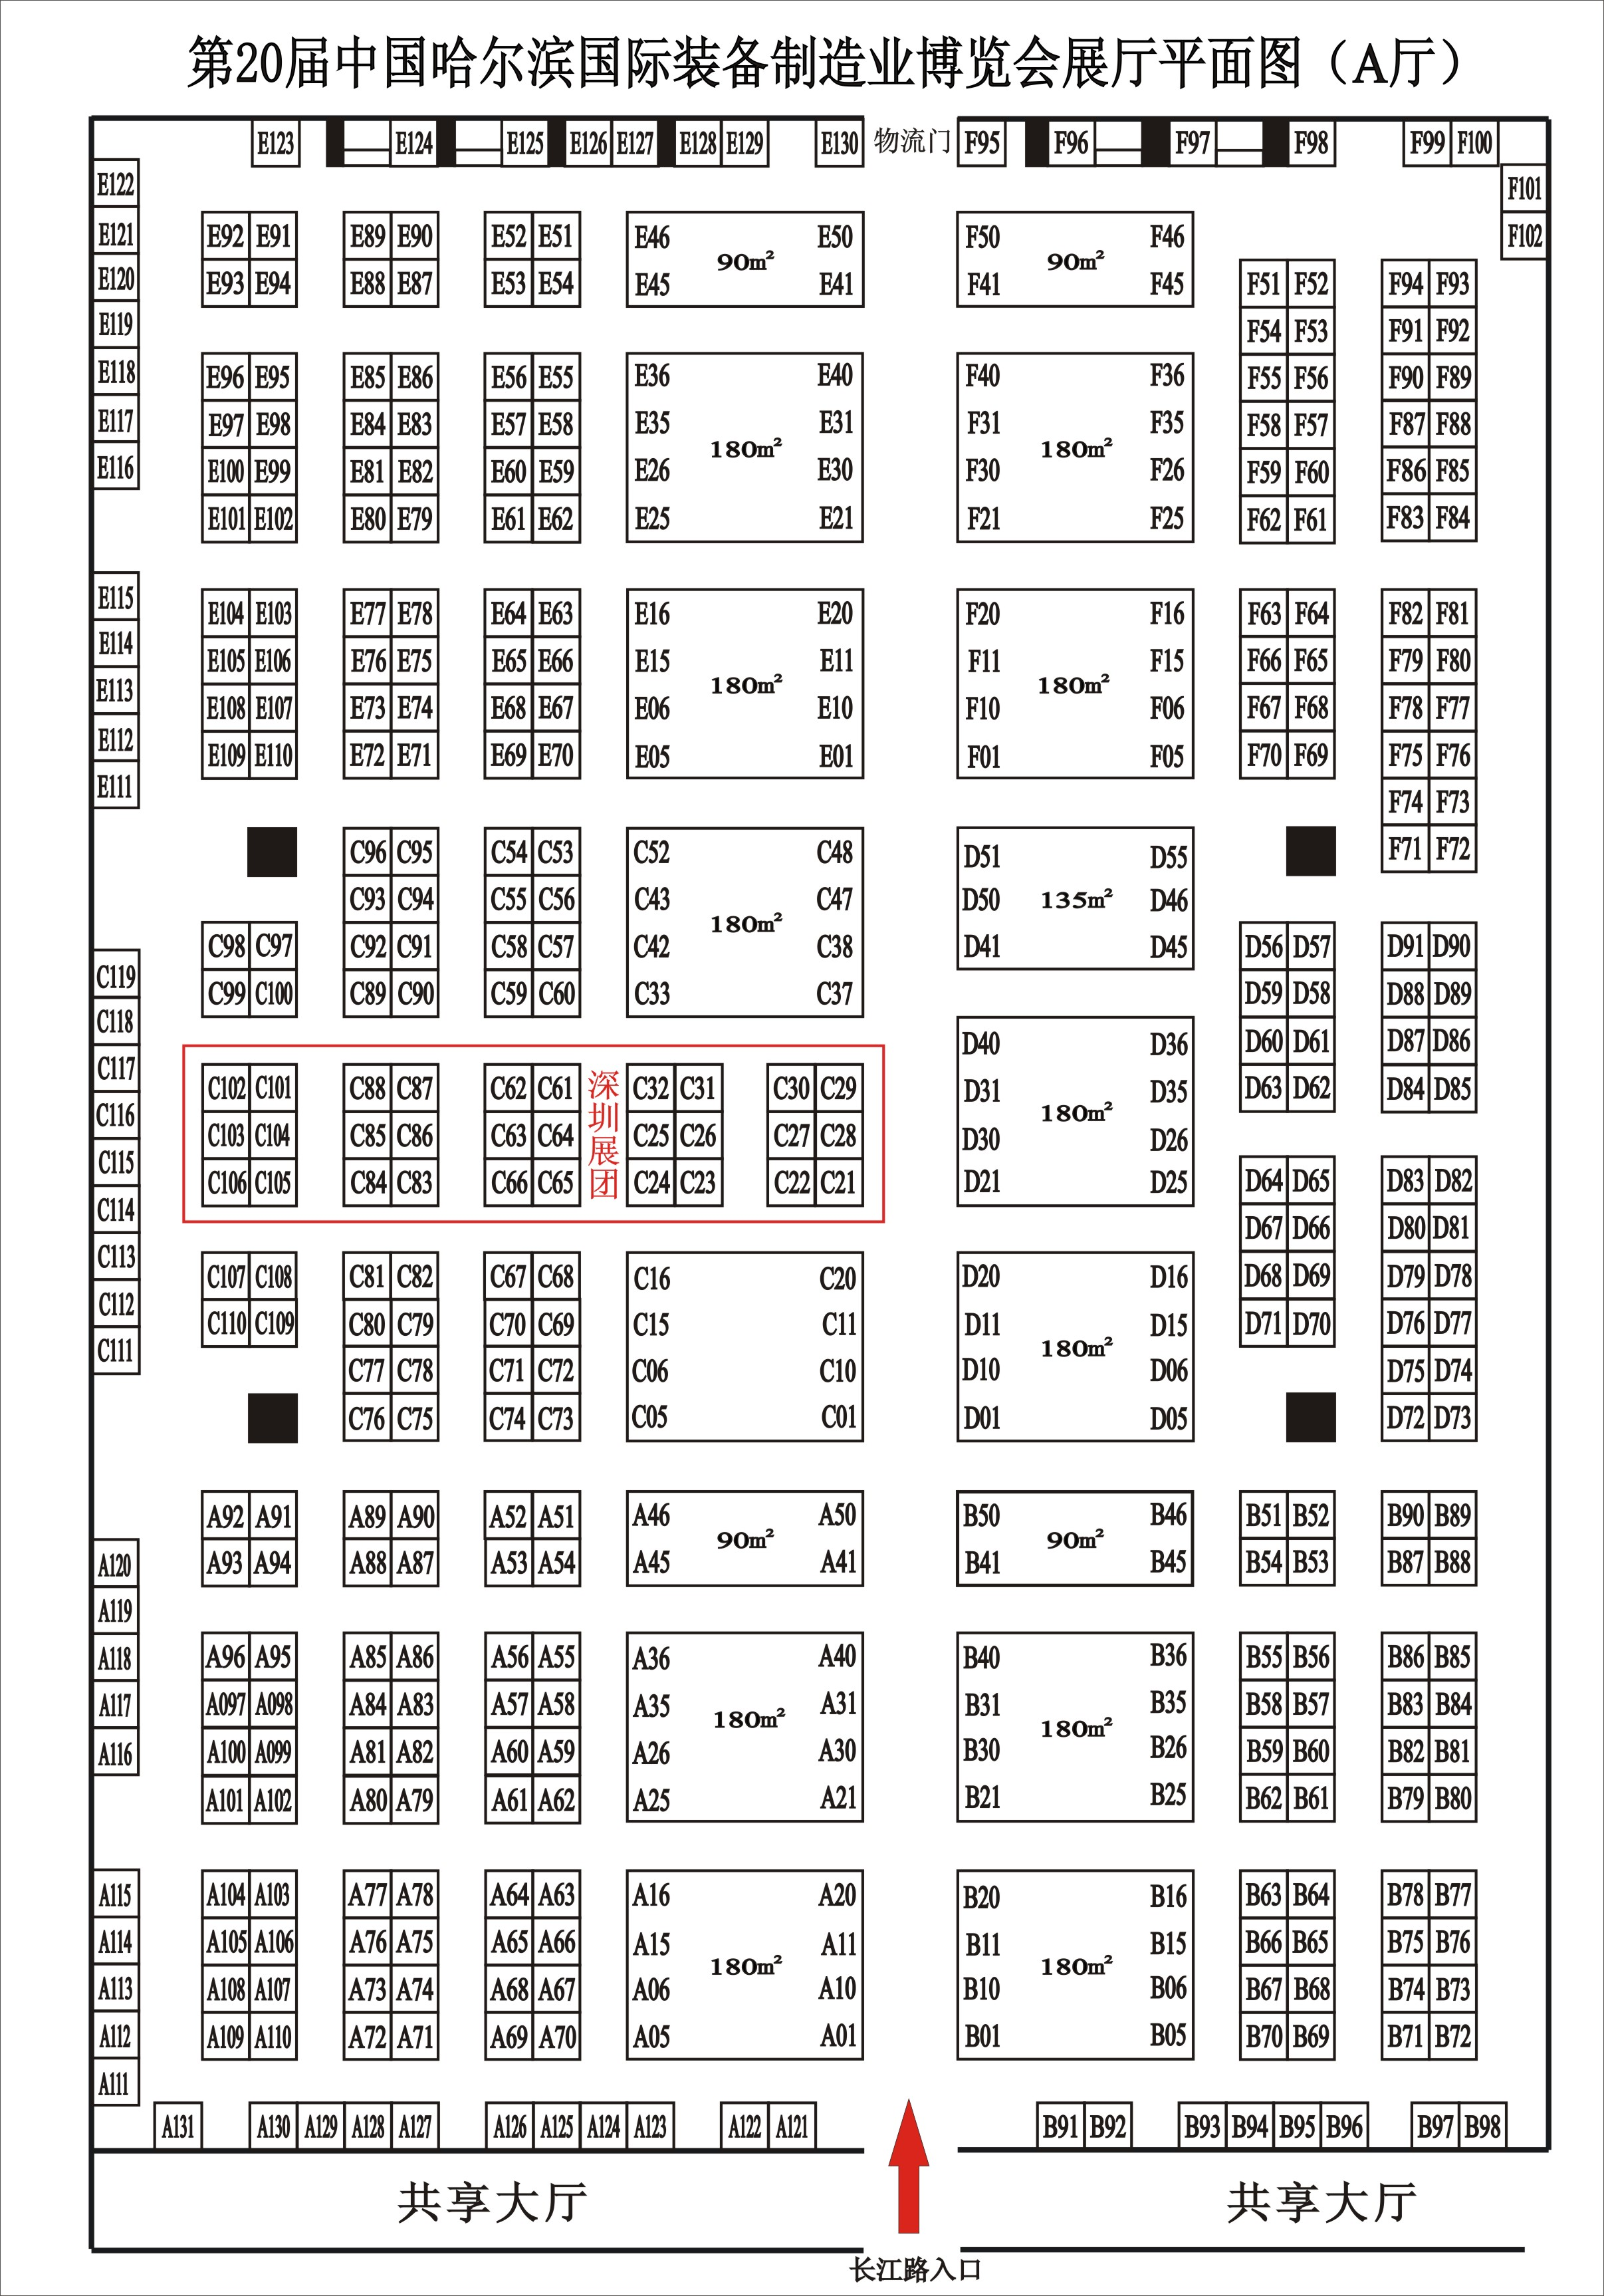 第20届中国哈尔滨国际装备制造业博览会展厅平面图（A厅）
E123 E124 E125 E126 E127 E128 E129 E130 物流门 F95 F96 F97 F98 F99 F100
E122 F101
E121 E92 E91 E89 E90 E52 E51 E46 E50 F50 F46 F102
90m² 90m²
E120 E93 E94 E88 E87 E53 E54 E45 E41 F41 F45 F51 F52 F94 F93
E119 F54 F53 F91 F92
E118 E96 E95 E85 E86 E56 E55 E36 E40 F40 F36 F55 F56 F90 F89
E117 E97 E98 E84 E83 E57 E58 E35 E31 F31 F35 F58 F57 F87 F88
180m² 180m²
E116 E100 E99 E81 E82 E60 E59 E26 E30 F30 F26 F59 F60 F86 F85
E101 E102 E80 E79 E61 E62 E25 E21 F21 F25 F62 F61 F83 F84
E115 E104 E103 E77 E78 E64 E63 E16 E20 F20 F16 F63 F64 F82 F81
E114 E105 E106 E76 E75 E65 E66 E15 E11 F11 F15 F66 F65 F79 F80
E113 180m² 180m²
E108 E107 E73 E74 E68 E67 E06 E10 F10 F06 F67 F68 F78 F77
E112 E109 E110 E72 E71 E69 E70 E05 E01 F01 F05 F70 F69 F75 F76
E111 F74 F73
C96 C95 C54 C53 C52 C48 D51 D55 F71 F72
C93 C94 C55 C56 C43 C47 D50 135m² D46
180m²
C98 C97 C92 C91 C58 C57 C42 C38 D41 D45 D56 D57 D91 D90
C119 C99 C100 C89 C90 C59 C60 C33 C37 D59 D58 D88 D89
C118 D40 D36 D60 D61 D87 D86
C117 C102 C101 C88 C87 C62 C61 深圳展团 C32 C31 C30 C29 D31 D35 D63 D62 D84 D85
C116 180m²
C103 C104 C85 C86 C63 C64 C25 C26 C27 C28 D30 D26
C115 C106 C105 C84 C83 C66 C65 C24 C23 C22 C21 D21 D25 D64 D65 D83 D82
C114 D67 D66 D80 D81
C113 C107 C108 C81 C82 C67 C68 C16 C20 D20 D16 D68 D69 D79 D78
C112 C110 C109 C80 C79 C70 C69 C15 C11 D11 D15 D71 D70 D76 D77
C111 180m²
C77 C78 C71 C72 C06 C10 D10 D06 D75 D74
C76 C75 C74 C73 C05 C01 D01 D05 D72 D73
A92 A91 A89 A90 A52 A51 A46 A50 B50 B46 B51 B52 B90 B89
90m² 90m²
A120 A93 A94 A88 A87 A53 A54 A45 A41 B41 B45 B54 B53 B87 B88
A119
A118 A96 A95 A85 A86 A56 A55 A36 A40 B40 B36 B55 B56 B86 B85
A117 A097 A098 A84 A83 A57 A58 A35 A31 B31 B35 B58 B57 B83 B84
180m² 180m²
A116 A100 A099 A81 A82 A60 A59 A26 A30 B30 B26 B59 B60 B82 B81
A101 A102 A80 A79 A61 A62 A25 A21 B21 B25 B62 B61 B79 B80
A115 A104 A103 A77 A78 A64 A63 A16 A20 B20 B16 B63 B64 B78 B77
A114 A105 A106 A76 A75 A65 A66 A15 A11 B11 B15 B66 B65 B75 B76
180m² 180m²
A113 A108 A107 A73 A74 A68 A67 A06 A10 B10 B06 B67 B68 B74 B73
A112 A109 A110 A72 A71 A69 A70 A05 A01 B01 B05 B70 B69 B71 B72
A111
A131 A130 A129 A128 A127 A126 A125 A124 A123 A122 A121 B91 B92 B93 B94 B95 B96 B97 B98
共享大厅 共享大厅
长江路入口